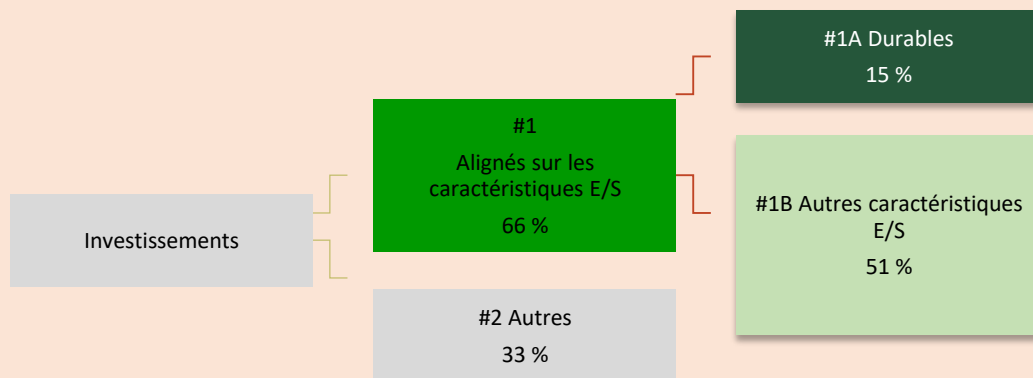 #1A Durables
15 %
#1
Alignés sur les
caractéristiques E/S
66 %
#1B Autres caractéristiques
E/S
51 %
Investissements
#2 Autres
33 %